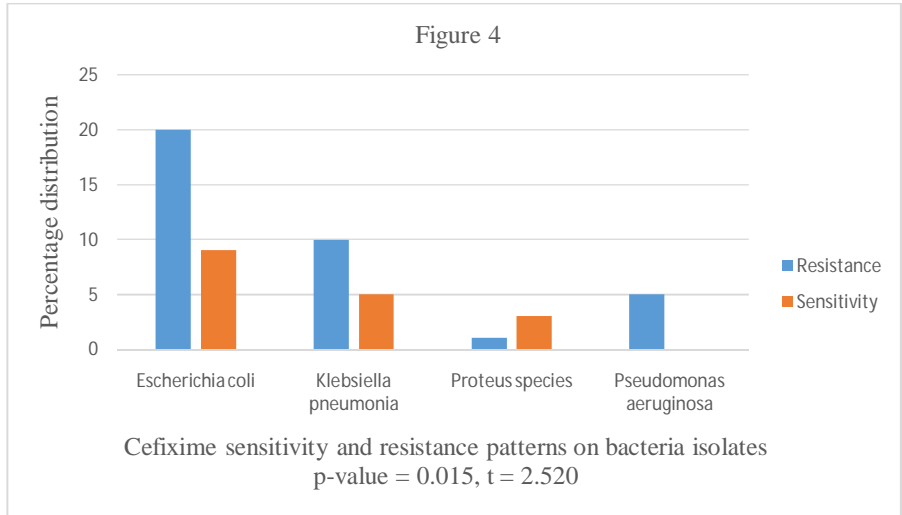 Figure 4
Percentage distribution
25
20
15
10
5
0
Escherichia coli
Klebsiella
pneumonia
Proteus species
Pseudomonas
aeruginosa
Resistance
Sensitivity
Cefixime sensitivity and resistance patterns on bacteria isolates
p-value = 0.015, t = 2.520